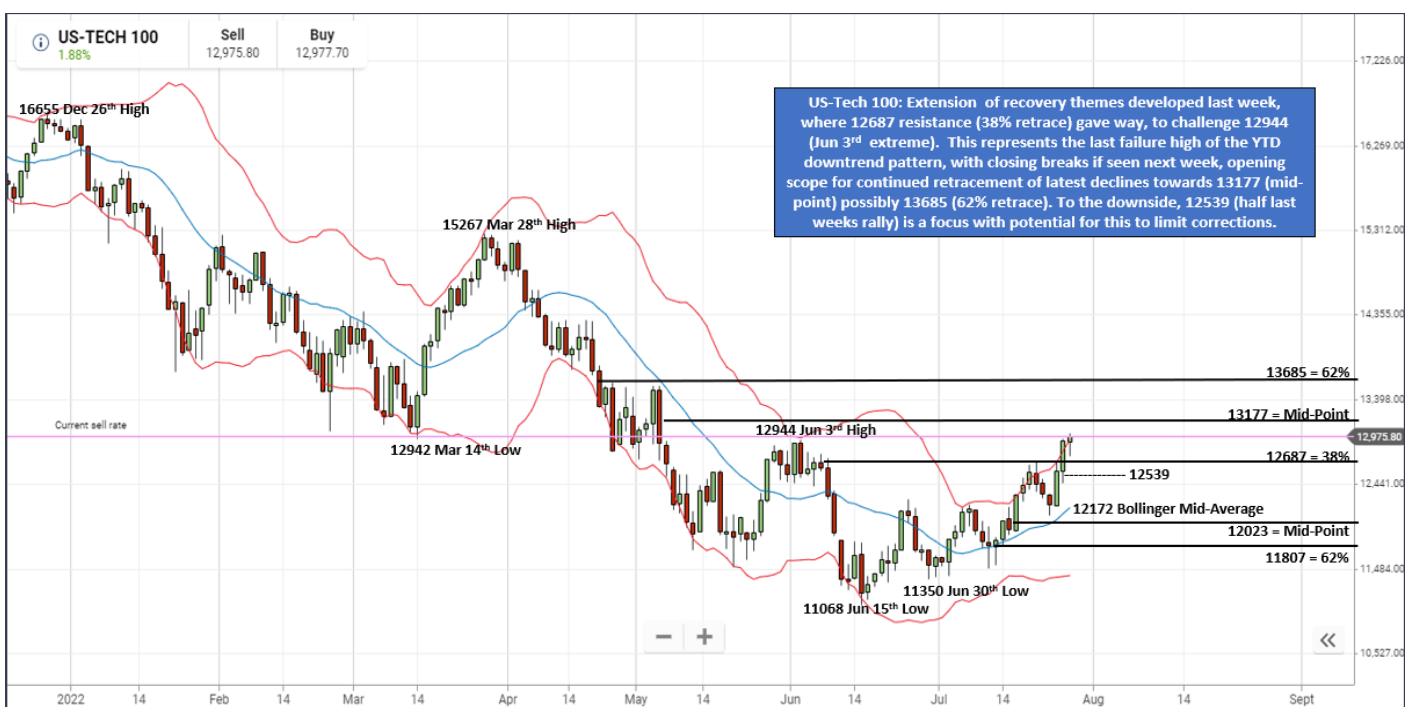 US-TECH 100
1.88%
Sell
12,975.80
Buy
12,977.70
17,226.00
16655 Dec 26th High
US-Tech 100: Extension of recovery themes developed last week,
where 12687 resistance (38% retrace) gave way, to challenge 12944
(Jun 3rd extreme). This represents the last failure high of the YTD
downtrend pattern, with closing breaks if seen next week, opening
scope for continued retracement of latest declines towards 13177 (mid-
point) possibly 13685 (62% retrace). To the downside, 12539 (half last
weeks rally) is a focus with potential for this to limit corrections.
16,269.00
15267 Mar 28th High
15,312.00
14,355.00
13685 = 62%
13,398.00
13177 = Mid-Point
Current sell rate
12944 Jun 3rd High
12,975.80
12942 Mar 14th Low
12687 = 38%
12539
12,441.00
12172 Bollinger Mid-Average
12023 = Mid-Point
11807 = 62%
11,484.00
11350 Jun 30th Low
11068 Jun 15th Low
10,527.00
2022 14 Feb 14 Mar 14 Apr 14 May 14 Jun 14 Jul 14 Aug 14 Sept